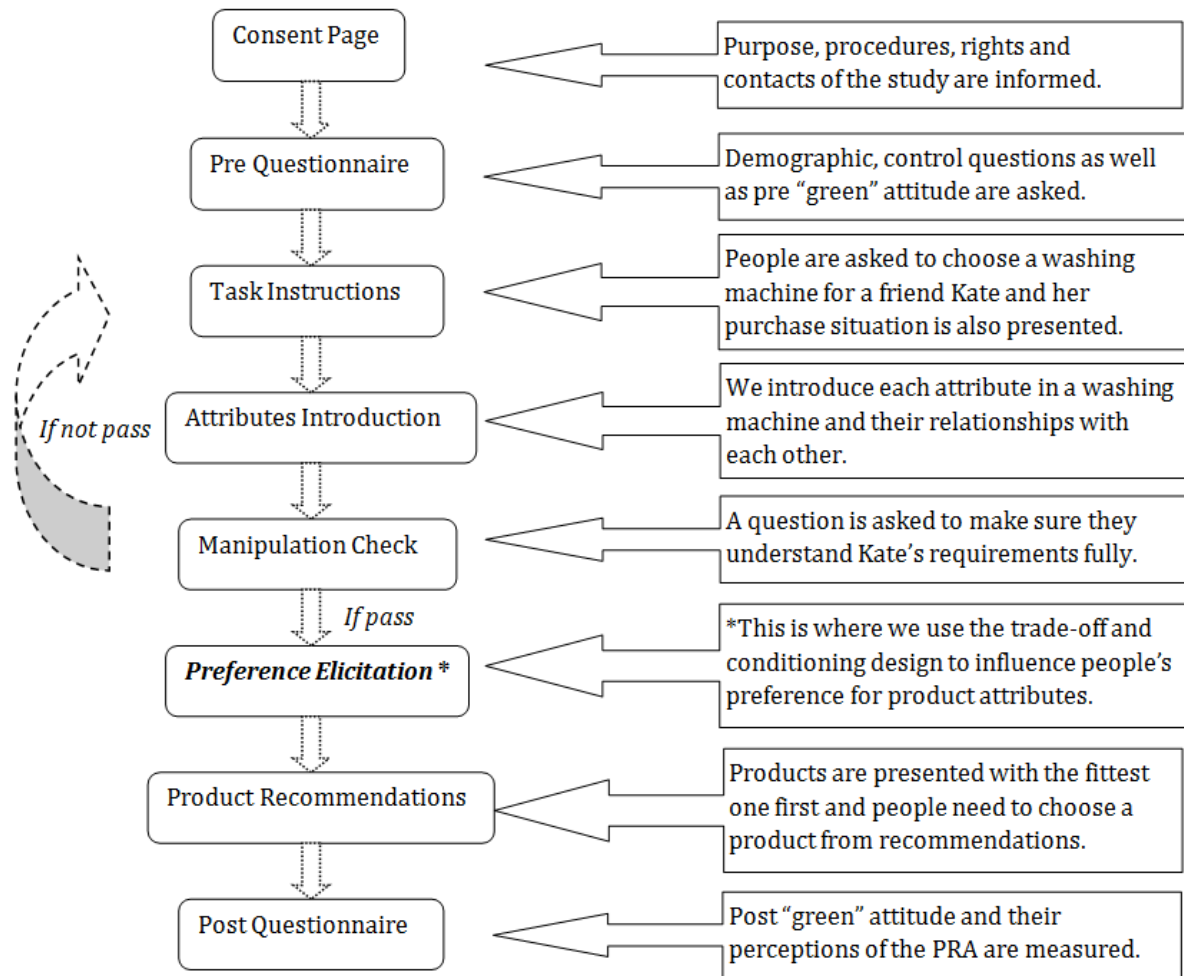 Consent Page
Purpose, procedures, rights and
contacts of the study are informed.
Pre Questionnaire
Demographic, control questions as well
as pre “green” attitude are asked.
Task Instructions
People are asked to choose a washing
machine for a friend Kate and her
purchase situation is also presented.
If not pass
Attributes Introduction
We introduce each attribute in a washing
machine and their relationships with
each other.
Manipulation Check
A question is asked to make sure they
understand Kate’s requirements fully.
If pass
Preference Elicitation *
*This is where we use the trade-off and
conditioning design to influence people’s
preference for product attributes.
Product Recommendations
Products are presented with the fittest
one first and people need to choose a
product from recommendations.
Post Questionnaire
Post “green” attitude and their
perceptions of the PRA are measured.